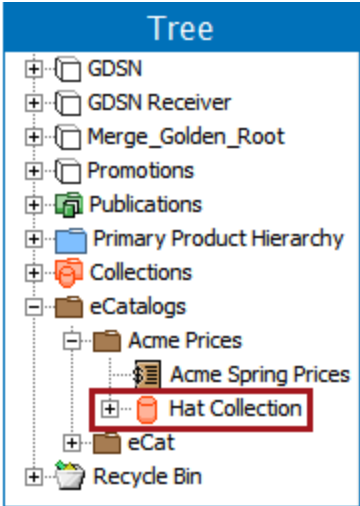 Tree
GDSN
GDSN Receiver
Merge_Golden_Root
Promotions
Publications
Primary Product Hierarchy
Collections
eCatalogs
Acme Prices
Acme Spring Prices
Hat Collection
eCat
Recycle Bin